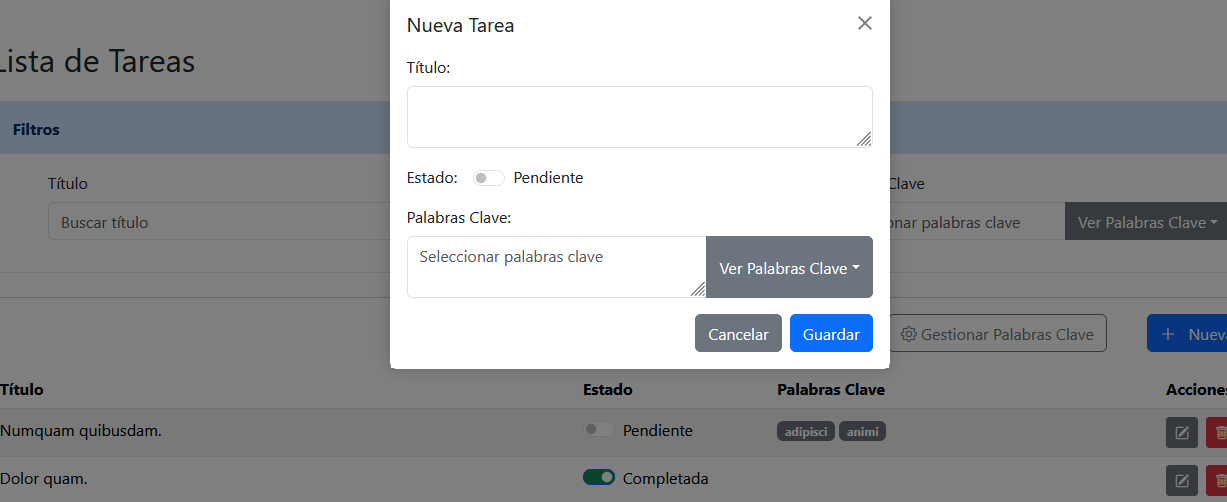 Nueva Tarea
Lista de Tareas
Título:
Filtros
Título
Clave
Estado: Pendiente
Buscar título
Palabras Clave:
palabras clave
Ver Palabras Clave
Seleccionar palabras clave
Ver Palabras Clave
Cancelar
Guardar
Gestionar Palabras Clave
+ Nueva
Título Estado Palabras Clave Acciones
Numquam quibusdam. Pendiente adipisci animi
Dolor quam. Completada